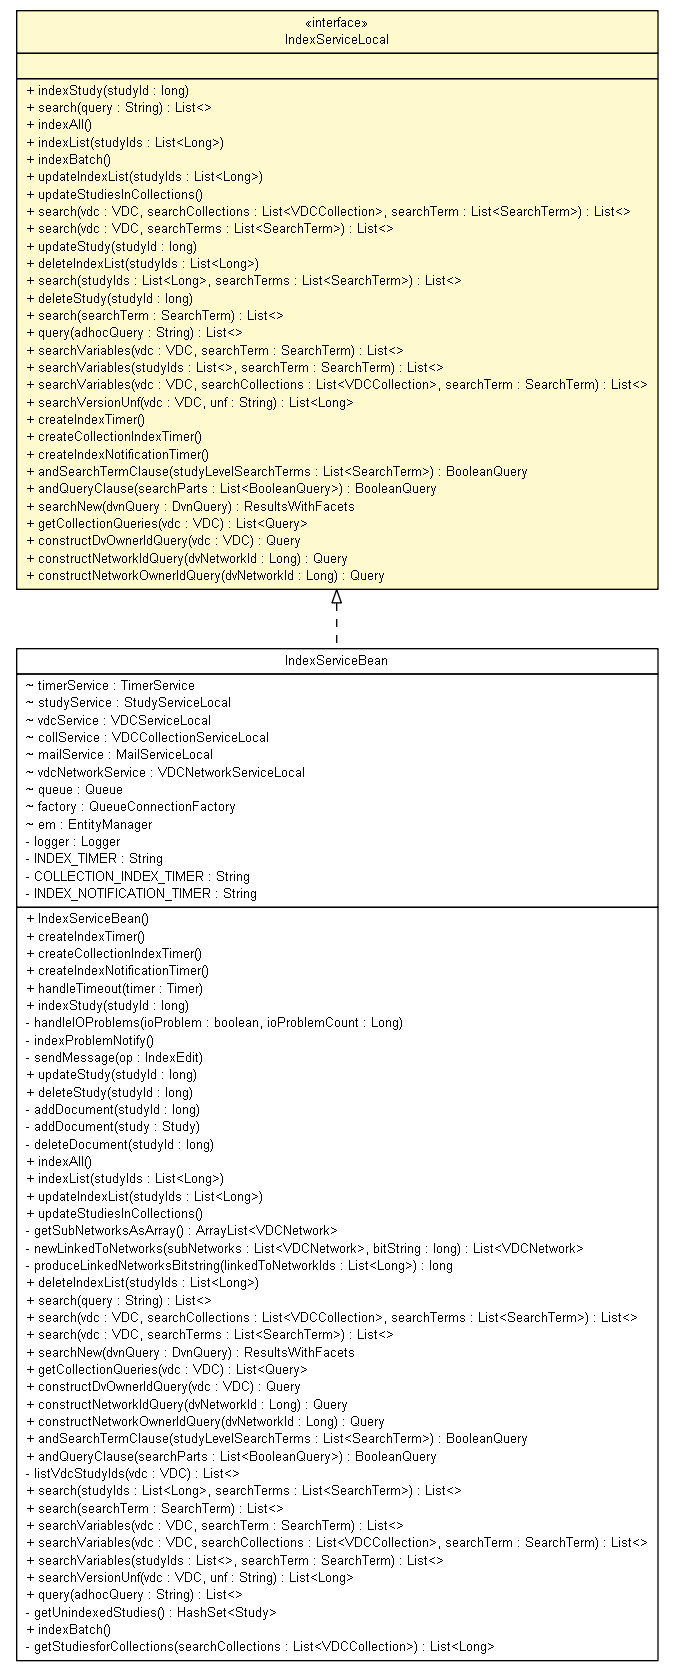 «interface»
IndexServiceLocal
+ indexStudy(studyId : long)
+ search(query : String) : List<>
+ indexAll()
+ indexList(studyIds : List<Long>)
+ indexBatch()
+ updateIndexList(studyIds : List<Long>)
+ updateStudiesInCollections()
+ search(vdc : VDC, searchCollections : List<VDCCollection>, searchTerm : List<SearchTerm>) : List<>
+ search(vdc : VDC, searchTerms : List<SearchTerm>) : List<>
+ updateStudy(studyId : long)
+ deleteIndexList(studyIds : List<Long>)
+ search(studyIds : List<Long>, searchTerms : List<SearchTerm>) : List<>
+ deleteStudy(studyId : long)
+ search(searchTerm : SearchTerm) : List<>
+ query(adhocQuery : String) : List<>
+ searchVariables(vdc : VDC, searchTerm : SearchTerm) : List<>
+ searchVariables(studyIds : List<>, searchTerm : SearchTerm) : List<>
+ searchVariables(vdc : VDC, searchCollections : List<VDCCollection>, searchTerm : SearchTerm) : List<>
+ searchVersionUnf(vdc : VDC, unf : String) : List<Long>
+ createIndexTimer()
+ createCollectionIndexTimer()
+ createIndexNotificationTimer()
+ andSearchTermClause(studyLevelSearchTerms : List<SearchTerm>) : BooleanQuery
+ andQueryClause(searchParts : List<BooleanQuery>) : BooleanQuery
+ searchNew(dvnQuery : DvnQuery) : ResultsWithFacets
+ getCollectionQueries(vdc : VDC) : List<Query>
+ constructDvOwnerIdQuery(vdc : VDC) : Query
+ constructNetworkIdQuery(dvNetworkId : Long) : Query
+ constructNetworkOwnerIdQuery(dvNetworkId : Long) : Query
IndexServiceBean
~ timerService : TimerService
~ studyService : StudyServiceLocal
~ vdcService : VDCServiceLocal
~ collService : VDCCollectionServiceLocal
~ mailService : MailServiceLocal
~ vdcNetworkService : VDCNetworkServiceLocal
~ queue : Queue
~ factory : QueueConnectionFactory
~ em : EntityManager
- logger : Logger
- INDEX_TIMER : String
- COLLECTION_INDEX_TIMER : String
- INDEX_NOTIFICATION_TIMER : String
+ IndexServiceBean()
+ createIndexTimer()
+ createCollectionIndexTimer()
+ createIndexNotificationTimer()
+ handleTimeout(timer : Timer)
+ indexStudy(studyId : long)
- handleIOProblems(ioProblem : boolean, ioProblemCount : Long)
- indexProblemNotify()
- sendMessage(op : IndexEdit)
+ updateStudy(studyId : long)
+ deleteStudy(studyId : long)
- addDocument(studyId : long)
- addDocument(study : Study)
- deleteDocument(studyId : long)
+ indexAll()
+ indexList(studyIds : List<Long>)
+ updateIndexList(studyIds : List<Long>)
+ updateStudiesInCollections()
- getSubNetworksAsArray() : ArrayList<VDCNetwork>
- newLinkedToNetworks(subNetworks : List<VDCNetwork>, bitString : long) : List<VDCNetwork>
- produceLinkedNetworksBitstring(linkedToNetworkIds : List<Long>) : long
+ deleteIndexList(studyIds : List<Long>)
+ search(query : String) : List<>
+ search(vdc : VDC, searchCollections : List<VDCCollection>, searchTerms : List<SearchTerm>) : List<>
+ search(vdc : VDC, searchTerms : List<SearchTerm>) : List<>
+ searchNew(dvnQuery : DvnQuery) : ResultsWithFacets
+ getCollectionQueries(vdc : VDC) : List<Query>
+ constructDvOwnerIdQuery(vdc : VDC) : Query
+ constructNetworkIdQuery(dvNetworkId : Long) : Query
+ constructNetworkOwnerIdQuery(dvNetworkId : Long) : Query
+ andSearchTermClause(studyLevelSearchTerms : List<SearchTerm>) : BooleanQuery
+ andQueryClause(searchParts : List<BooleanQuery>) : BooleanQuery
- listVdcStudyIds(vdc : VDC) : List<>
+ search(studyIds : List<Long>, searchTerms : List<SearchTerm>) : List<>
+ search(searchTerm : SearchTerm) : List<>
+ searchVariables(vdc : VDC, searchTerm : SearchTerm) : List<>
+ searchVariables(vdc : VDC, searchCollections : List<VDCCollection>, searchTerm : SearchTerm) : List<>
+ searchVariables(studyIds : List<>, searchTerm : SearchTerm) : List<>
+ searchVersionUnf(vdc : VDC, unf : String) : List<Long>
+ query(adhocQuery : String) : List<>
- getUnindexedStudies() : HashSet<Study>
+ indexBatch()
- getStudiesforCollections(searchCollections : List<VDCCollection>) : List<Long>